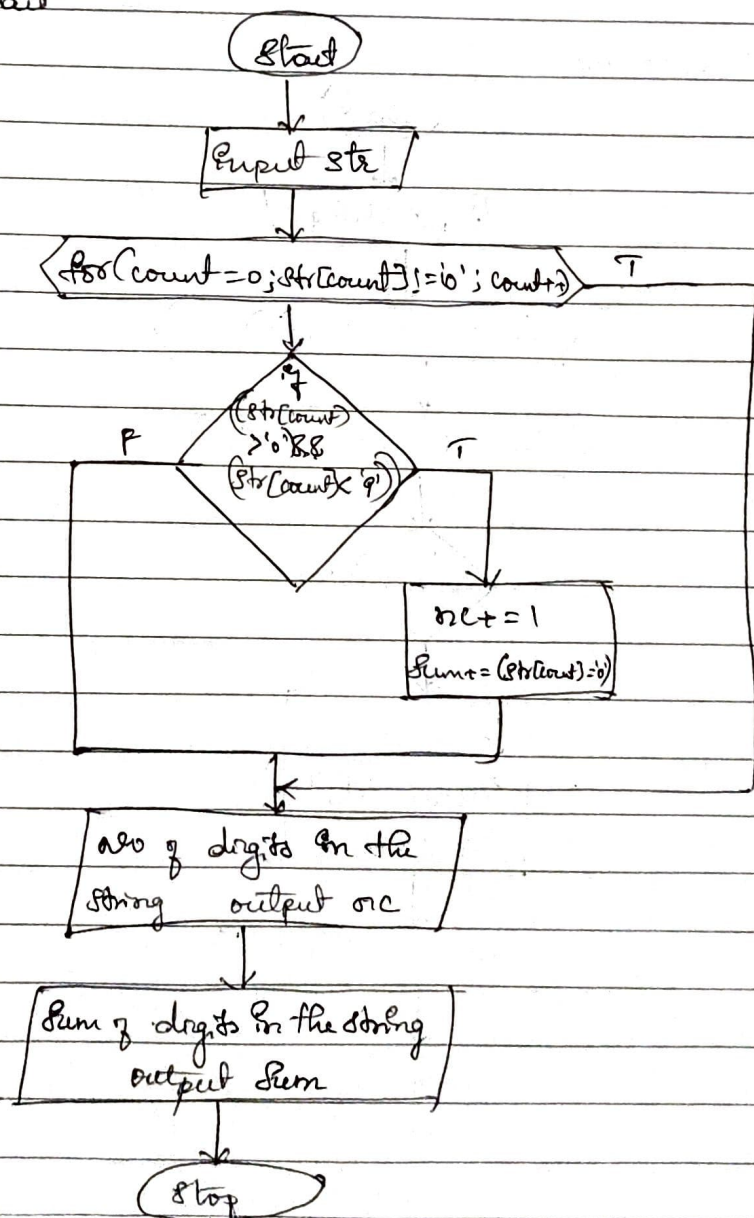 Start
Input str
for(count=0;str[count]!='\0'; count++)
T
if
(str[count]
>'0'&&
(str[count]<'9'))
F
T
nc+=1
Sum+=(str[count]-'0')
no of digits in the
string output nc
Sum of digits in the string
output Sum
Stop